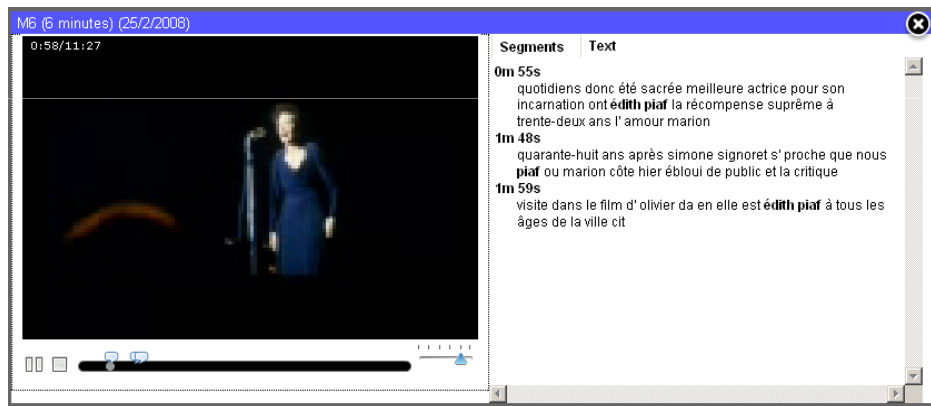 M6 (6 minutes) (25/2/2008)
0:58/11:27
Segments Text
0m 55s
quotidiens donc été sacrée meilleure actrice pour son
incarnation ont édith piaf la récompense suprême à
trente-deux ans l' amour marion
1m 48s
quarante-huit ans après simone signoret s' proche que nous
piaf ou marion côte hier ébloui de public et la critique
1m 59s
visite dans le film d' olivier da en elle est édith piaf à tous les
âges de la ville cit